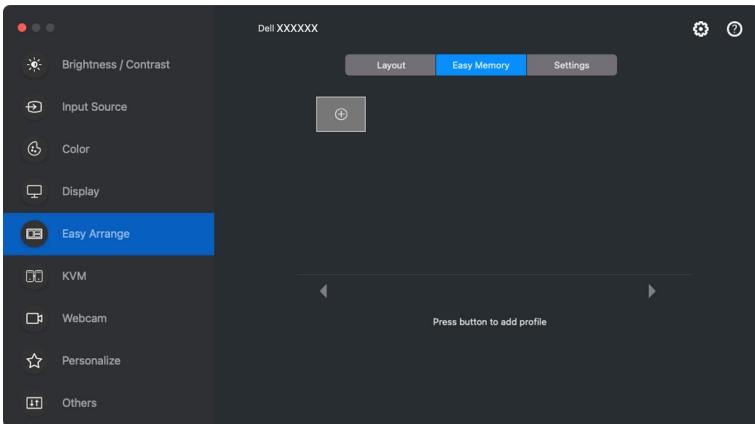 Dell XXXXXX
Brightness / Contrast
Input Source
Color
Display
Easy Arrange
KVM
Webcam
Personalize
Others
Layout
Easy Memory
Settings
Press button to add profile